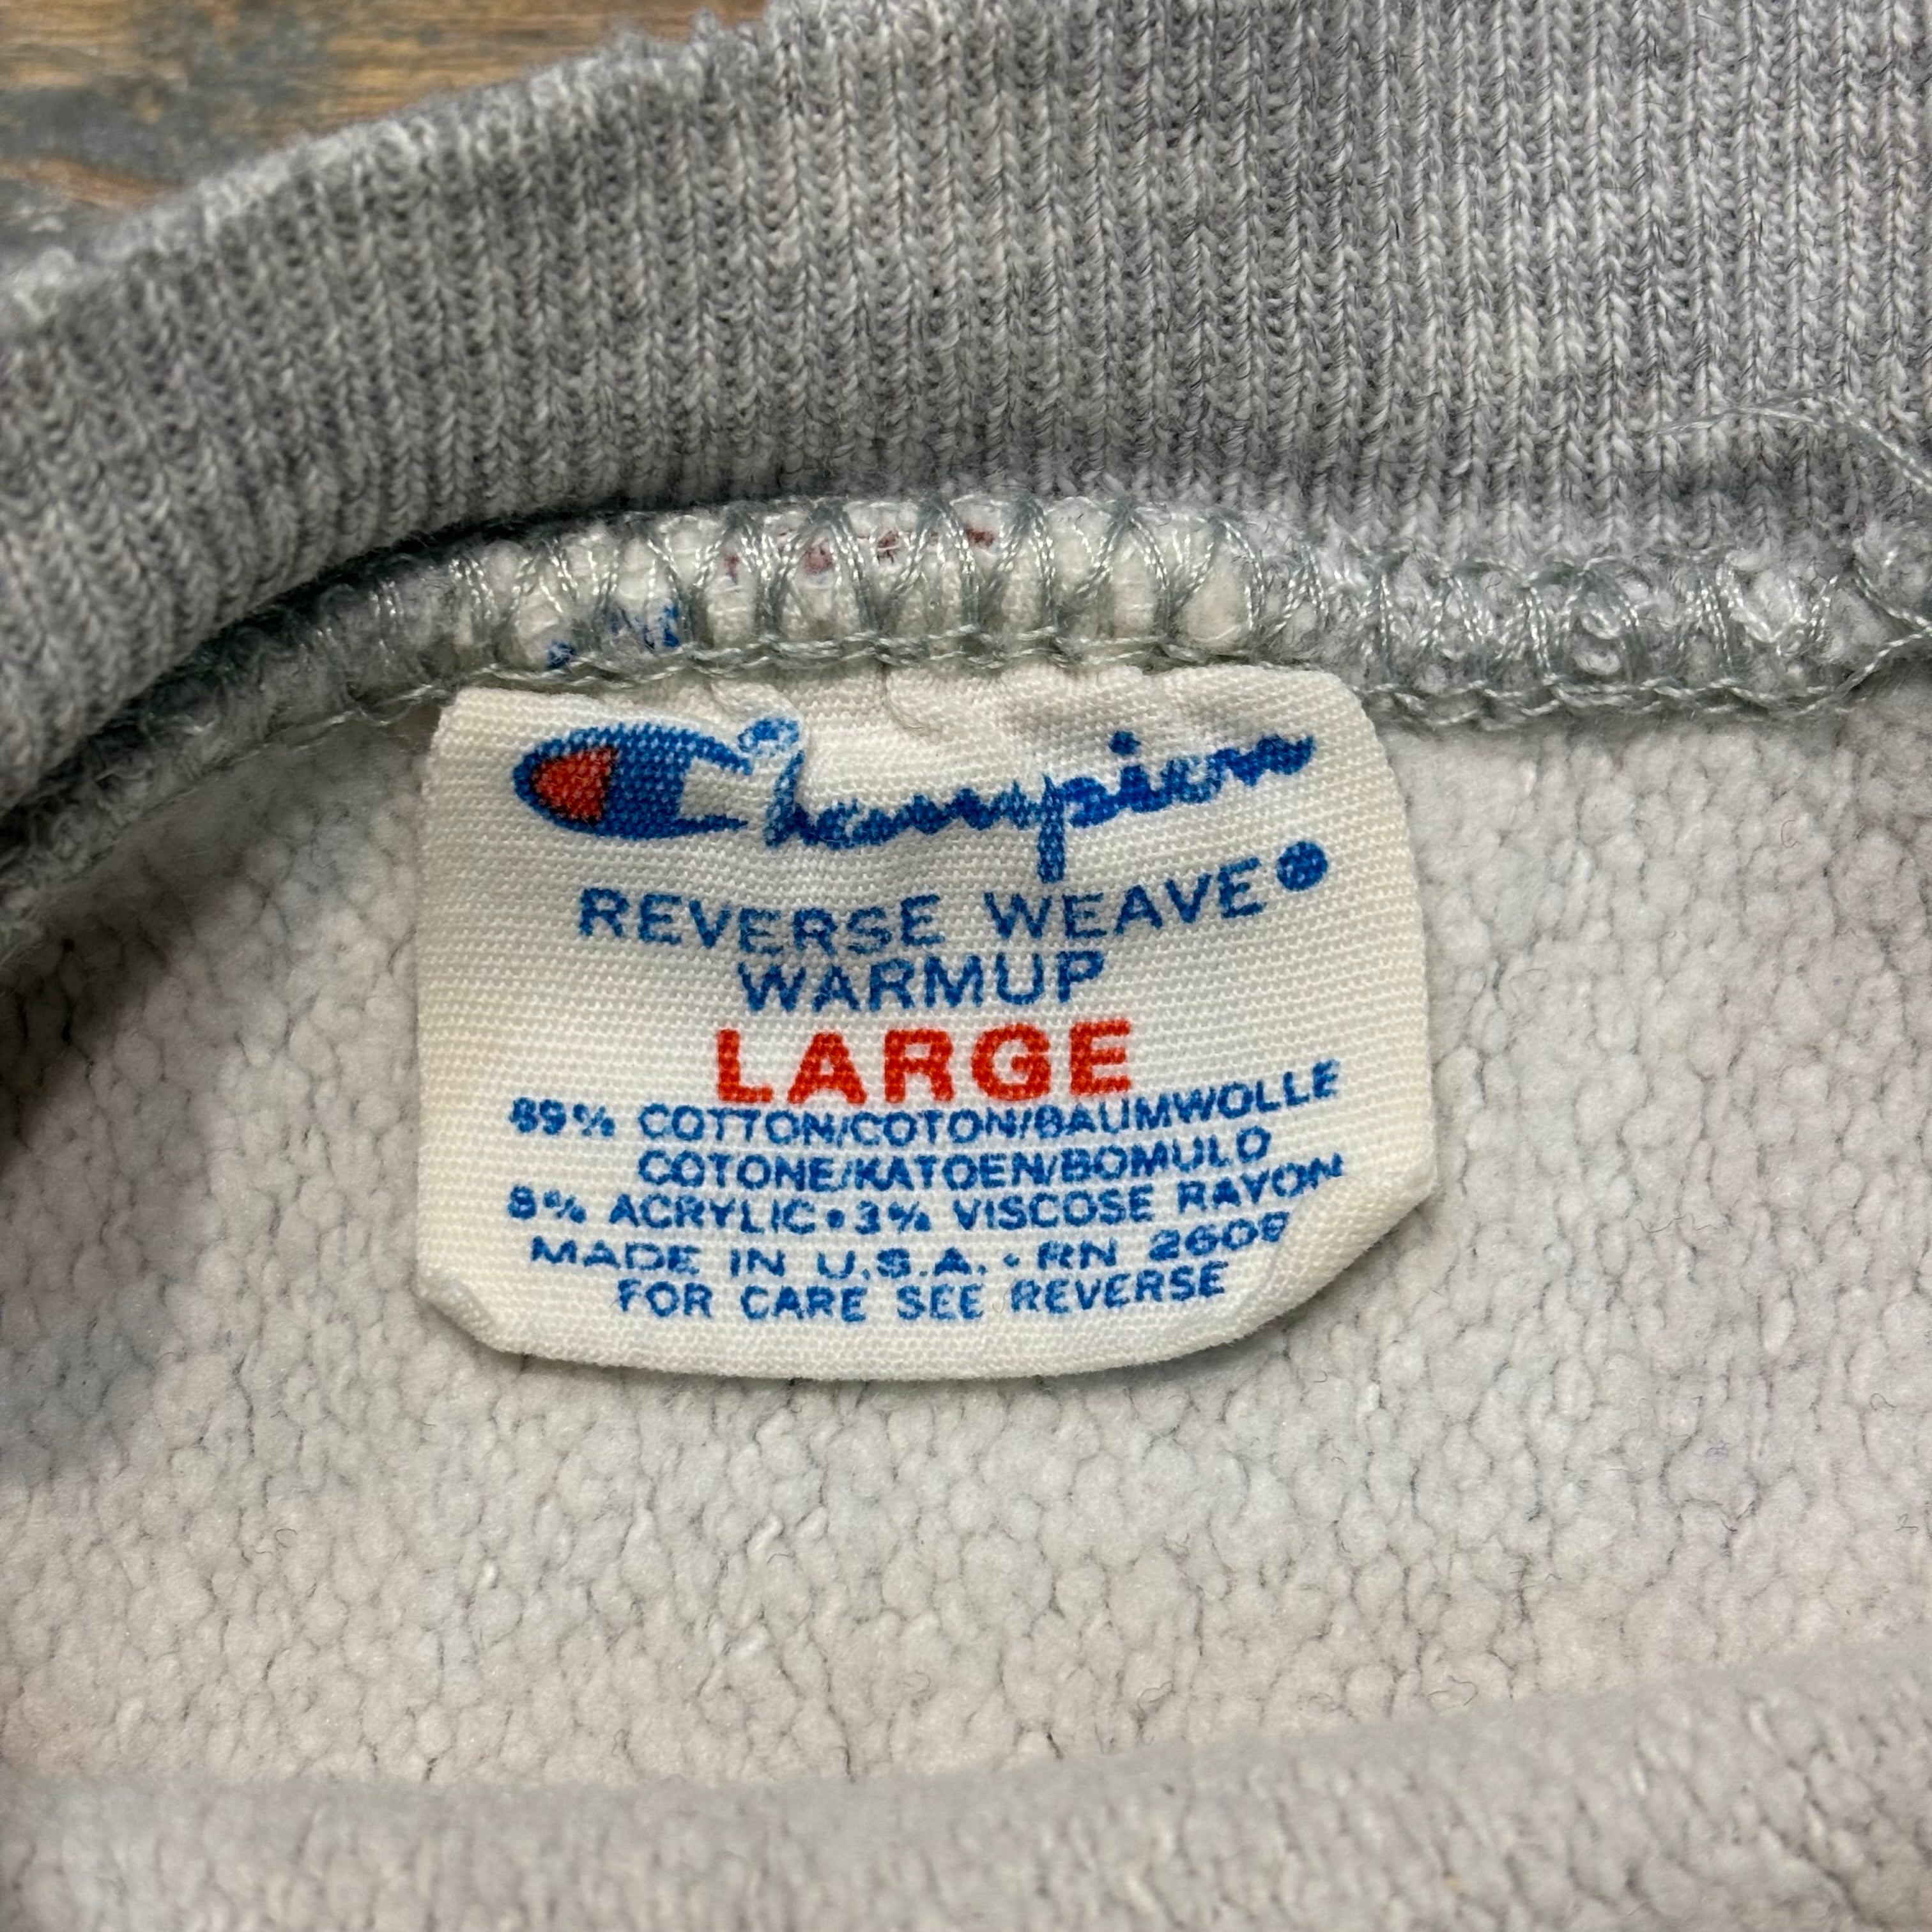 Champion
REVERSE WEAVE
WARMUP
LARGE
89% COTTON/COTON/BAUMWOLLE
COTONE/KATOEN/BOMULO
8% ACRYLIC • 3% VISCOSE RAYON
MADE IN U.S.A. • RN 26094
FOR CARE SEE REVERSE